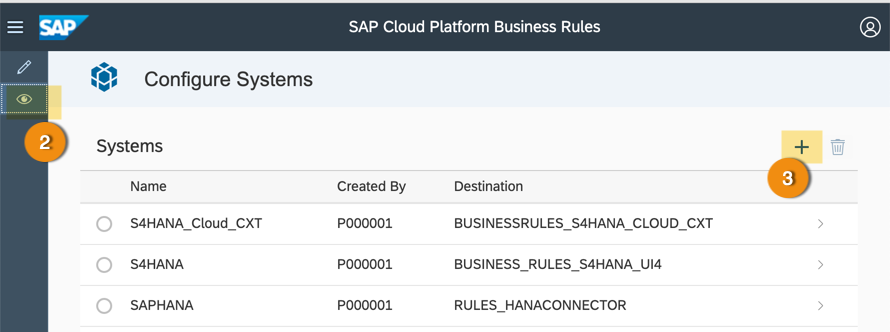 SAP
SAP Cloud Platform Business Rules
Configure Systems
2
Systems
3
Name Created By Destination
S4HANA_Cloud_CXT P000001 BUSINESSRULES_S4HANA_CLOUD_CXT
S4HANA P000001 BUSINESS_RULES_S4HANA_UI4
SAPHANA P000001 RULES_HANACONNECTOR